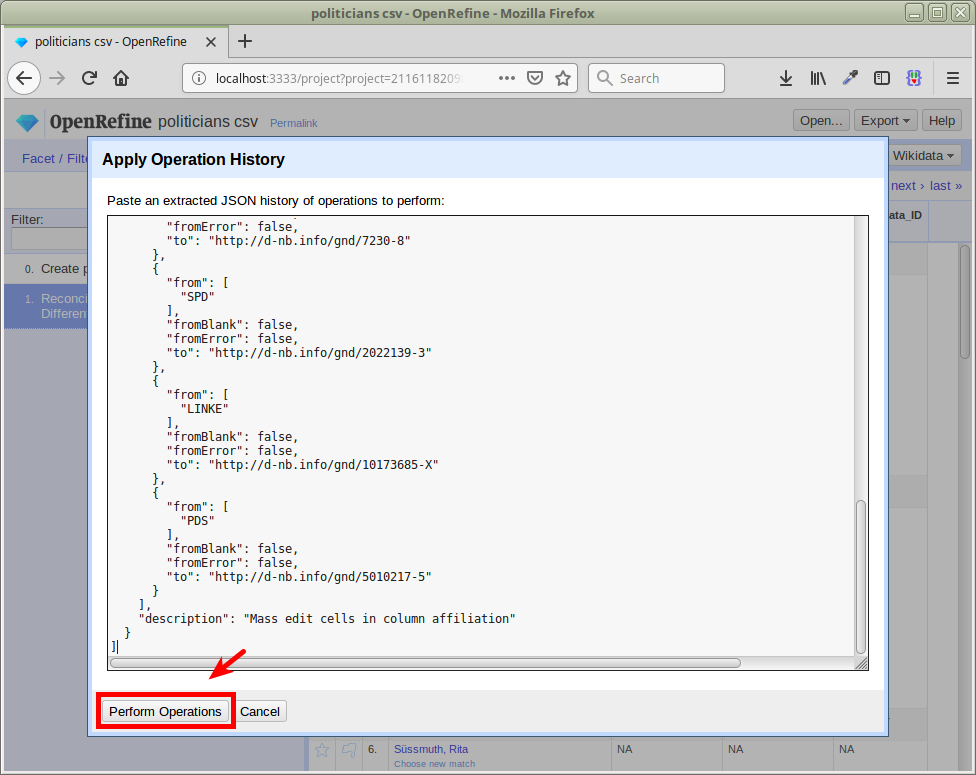 politicians csv - OpenRefine - Mozilla Firefox
politicians csv - OpenRefine
localhost:3333/project?project=211611820
Search
OpenRefine politicians csv Permalink
Open... Export Help
Facet / Filte
Wikidata
next › last »
Filter:
ata_ID
0. Create p
1. Reconci
Differen
Apply Operation History
Paste an extracted JSON history of operations to perform:
"fromError": false,
"to": "http://d-nb.info/gnd/7230-8"
},
{
"from": [
"SPD"
],
"fromBlank": false,
"fromError": false,
"to": "http://d-nb.info/gnd/2022139-3"
},
{
"from": [
"LINKE"
],
"fromBlank": false,
"fromError": false,
"to": "http://d-nb.info/gnd/10173685-X"
},
{
"from": [
"PDS"
],
"fromBlank": false,
"fromError": false,
"to": "http://d-nb.info/gnd/5010217-5"
}
],
"description": "Mass edit cells in column affiliation"
}
]
Perform Operations Cancel
6. Süssmuth, Rita NA NA NA
Choose new match